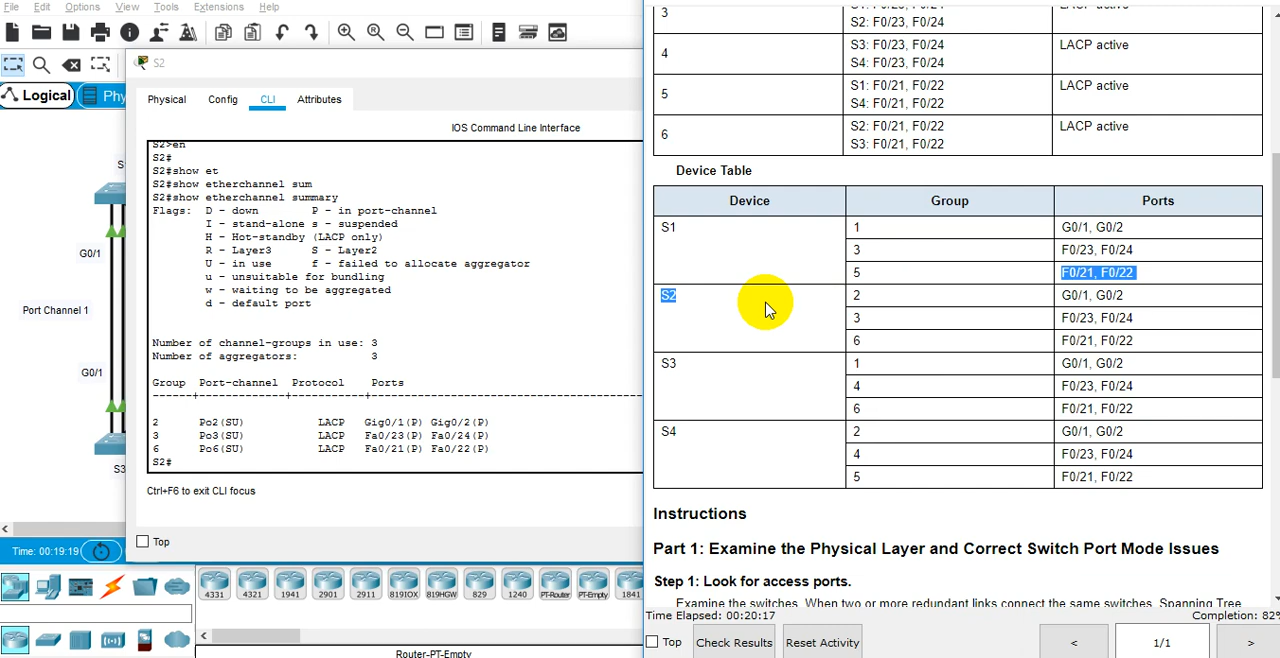 File Edit Options View Tools Extensions Help
S2
Logical
Phy
Physical Config CLI Attributes
IOS Command Line Interface
S2>en
S2#
S2#show et
S2#show etherchannel sum
S2#show etherchannel summary
Flags: D - down P - in port-channel
I - stand-alone s - suspended
H - Hot-standby (LACP only)
R - Layer3 S - Layer2
U - in use f - failed to allocate aggregator
u - unsuitable for bundling
w - waiting to be aggregated
d - default port
Number of channel-groups in use: 3
Number of aggregators: 3
Group Port-channel Protocol Ports
------+-------------+-----------+----------------------------------------------
2 Po2(SU) LACP Gig0/1(P) Gig0/2(P)
3 Po3(SU) LACP Fa0/23(P) Fa0/24(P)
6 Po6(SU) LACP Fa0/21(P) Fa0/22(P)
S2#
Ctrl+F6 to exit CLI focus
Top
S
G0/1
Port Channel 1
G0/1
S3
Time: 00:19:19
4331 4321 1941 2901 2911 819IOX 819HGW 829 1240 PT-Router PT-Empty 1841
Router-PT-Empty
3
S2: F0/23, F0/24
4 S3: F0/23, F0/24 LACP active
S4: F0/23, F0/24
5 S1: F0/21, F0/22 LACP active
S4: F0/21, F0/22
6 S2: F0/21, F0/22 LACP active
S3: F0/21, F0/22
Device Table
Device Group Ports
S1 1 G0/1, G0/2
3 F0/23, F0/24
5 F0/21, F0/22
S2 2 G0/1, G0/2
3 F0/23, F0/24
6 F0/21, F0/22
S3 1 G0/1, G0/2
4 F0/23, F0/24
6 F0/21, F0/22
S4 2 G0/1, G0/2
4 F0/23, F0/24
5 F0/21, F0/22
Instructions
Part 1: Examine the Physical Layer and Correct Switch Port Mode Issues
Step 1: Look for access ports.
Examine the switches. When two or more redundant links connect the same switches, Spanning Tree
Time Elapsed: 00:20:17 Completion: 82%
Top Check Results Reset Activity < 1/1 >